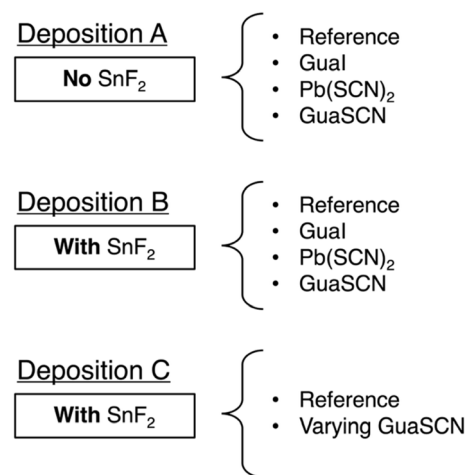 Deposition A
No SnF₂
• Reference
• GuaI
• Pb(SCN)₂
• GuaSCN
Deposition B
With SnF₂
• Reference
• GuaI
• Pb(SCN)₂
• GuaSCN
Deposition C
With SnF₂
• Reference
• Varying GuaSCN